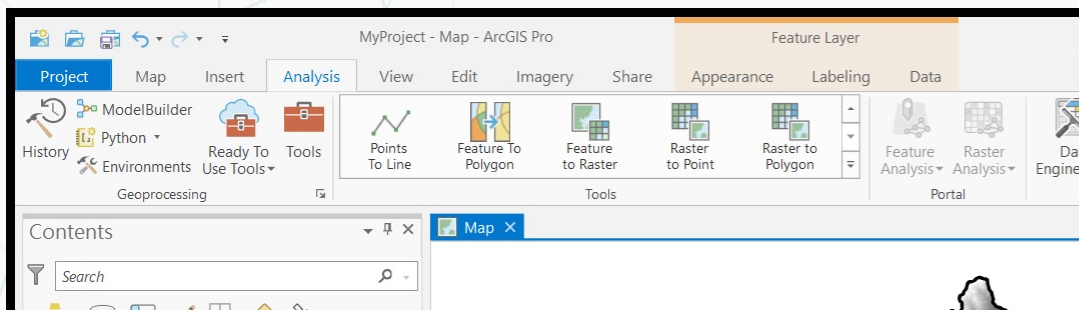 MyProject - Map - ArcGIS Pro
Feature Layer
Project Map Insert Analysis View Edit Imagery Share Appearance Labeling Data
History
ModelBuilder
Python
Environments
Ready To
Use Tools
Tools
Points
To Line
Feature To
Polygon
Feature
to Raster
Raster
to Point
Raster to
Polygon
Feature
Analysis
Raster
Analysis
Geoprocessing
Tools
Portal
Contents
Search
Map